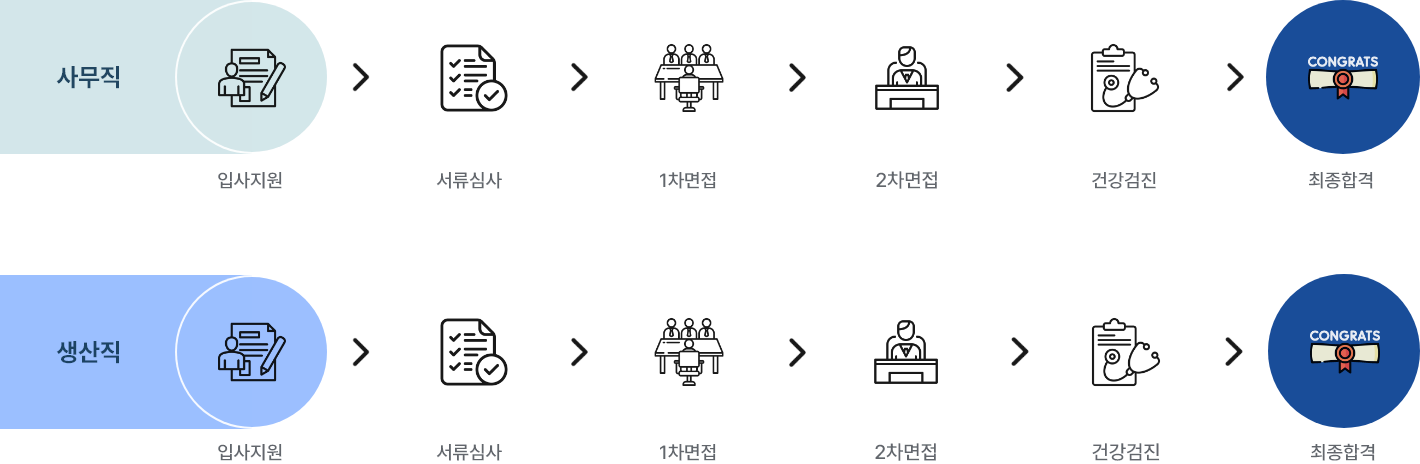 사무직
CONGRATS
입사지원
서류심사
1차면접
2차면접
건강검진
최종합격
생산직
CONGRATS
입사지원
서류심사
1차면접
2차면접
건강검진
최종합격